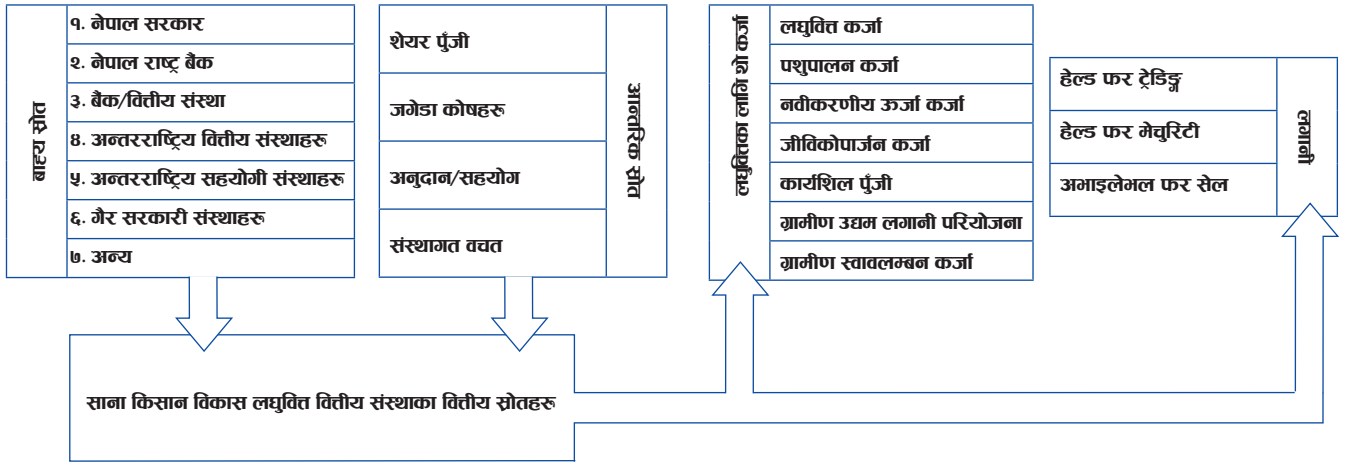 बाह्य स्रोत
१. नेपाल सरकार
२. नेपाल राष्ट्र बैंक
३. बैंक/वित्तीय संस्था
४. अन्तरराष्ट्रिय वित्तीय संस्थाहरू
५. अन्तरराष्ट्रिय सहयोगी संस्थाहरू
६. गैर सरकारी संस्थाहरू
७. अन्य
शेयर पुँजी
जगेडा कोषहरू
अनुदान/सहयोग
संस्थागत वचत
आन्तरिक स्रोत
लघुवित्तका लागि थोे कर्जा
लघुवित्त कर्जा
पशुपालन कर्जा
नवीकरणीय ऊर्जा कर्जा
जीविकोपार्जन कर्जा
कार्यशिल पुँजी
ग्रामीण उद्यम लगानी परियोजना
ग्रामीण स्वावलम्बन कर्जा
हेल्ड फर ट्रेडिङ्ग
हेल्ड फर मेचुरिटी
अभाइलेभल फर सेल
लगानी
साना किसान विकास लघुवित्त वित्तीय संस्थाका वित्तीय स्रोतहरू